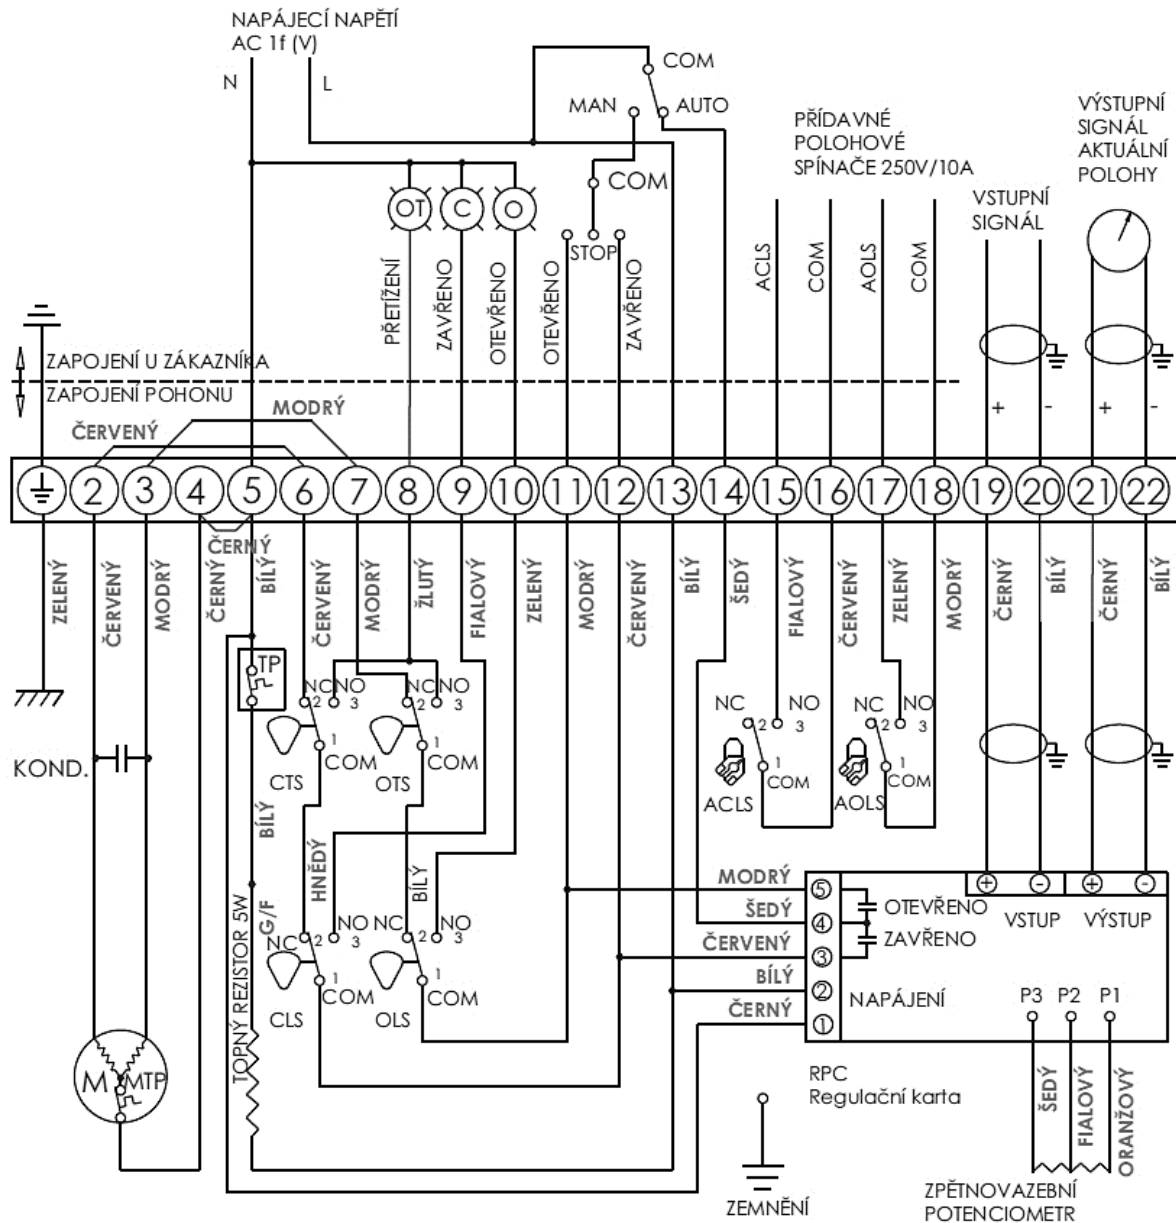 NAPÁJECÍ NAPĚTÍ
AC 1f (V)
N
L
COM
MAN
AUTO
COM
STOP
OT
C
O
PŘETÍŽENÍ
ZAVŘENO
OTEVŘENO
OTEVŘENO
ZAVŘENO
PŘÍDAVNÉ
POLOHOVÉ
SPÍNAČE 250V/10A
ACLS
COM
AOLS
COM
VSTUPNÍ
SIGNÁL
VÝSTUPNÍ
SIGNÁL
AKTUÁLNÍ
POLOHY
ZAPOJENÍ U ZÁKAZNÍKA
ZAPOJENÍ POHONU
+
-
+
-
ČERVENÝ
MODRÝ
2
3
4
5
6
7
8
9
10
11
12
13
14
15
16
17
18
19
20
21
22
ČERNÝ
ZELENÝ
ČERVENÝ
MODRÝ
ČERNÝ
BÍLÝ
ČERVENÝ
MODRÝ
ŽLUTÝ
FIALOVÝ
ZELENÝ
MODRÝ
ČERVENÝ
BÍLÝ
ŠEDÝ
FIALOVÝ
ČERVENÝ
ZELENÝ
MODRÝ
ČERNÝ
BÍLÝ
ČERNÝ
BÍLÝ
TP
KOND.
NC
2
NO
3
1
COM
CTS
NC
2
NO
3
1
COM
OTS
NC
2
NO
3
1
COM
ACLS
NC
2
NO
3
1
COM
AOLS
BÍLÝ
HNĚDÝ
BÍLÝ
G/F
TOPNÝ REZISTOR 5W
NC
2
NO
3
1
COM
CLS
NC
2
NO
3
1
COM
OLS
M
MTP
MODRÝ
5
ŠEDÝ
4
ČERVENÝ
3
BÍLÝ
2
ČERNÝ
1
OTEVŘENO
ZAVŘENO
NAPÁJENÍ
+
-
+
-
VSTUP
VÝSTUP
P3
P2
P1
RPC
Regulační karta
ŠEDÝ
FIALOVÝ
ORANŽOVÝ
ZEMNĚNÍ
ZPĚTNOVAZEBNÍ
POTENCIOMETR